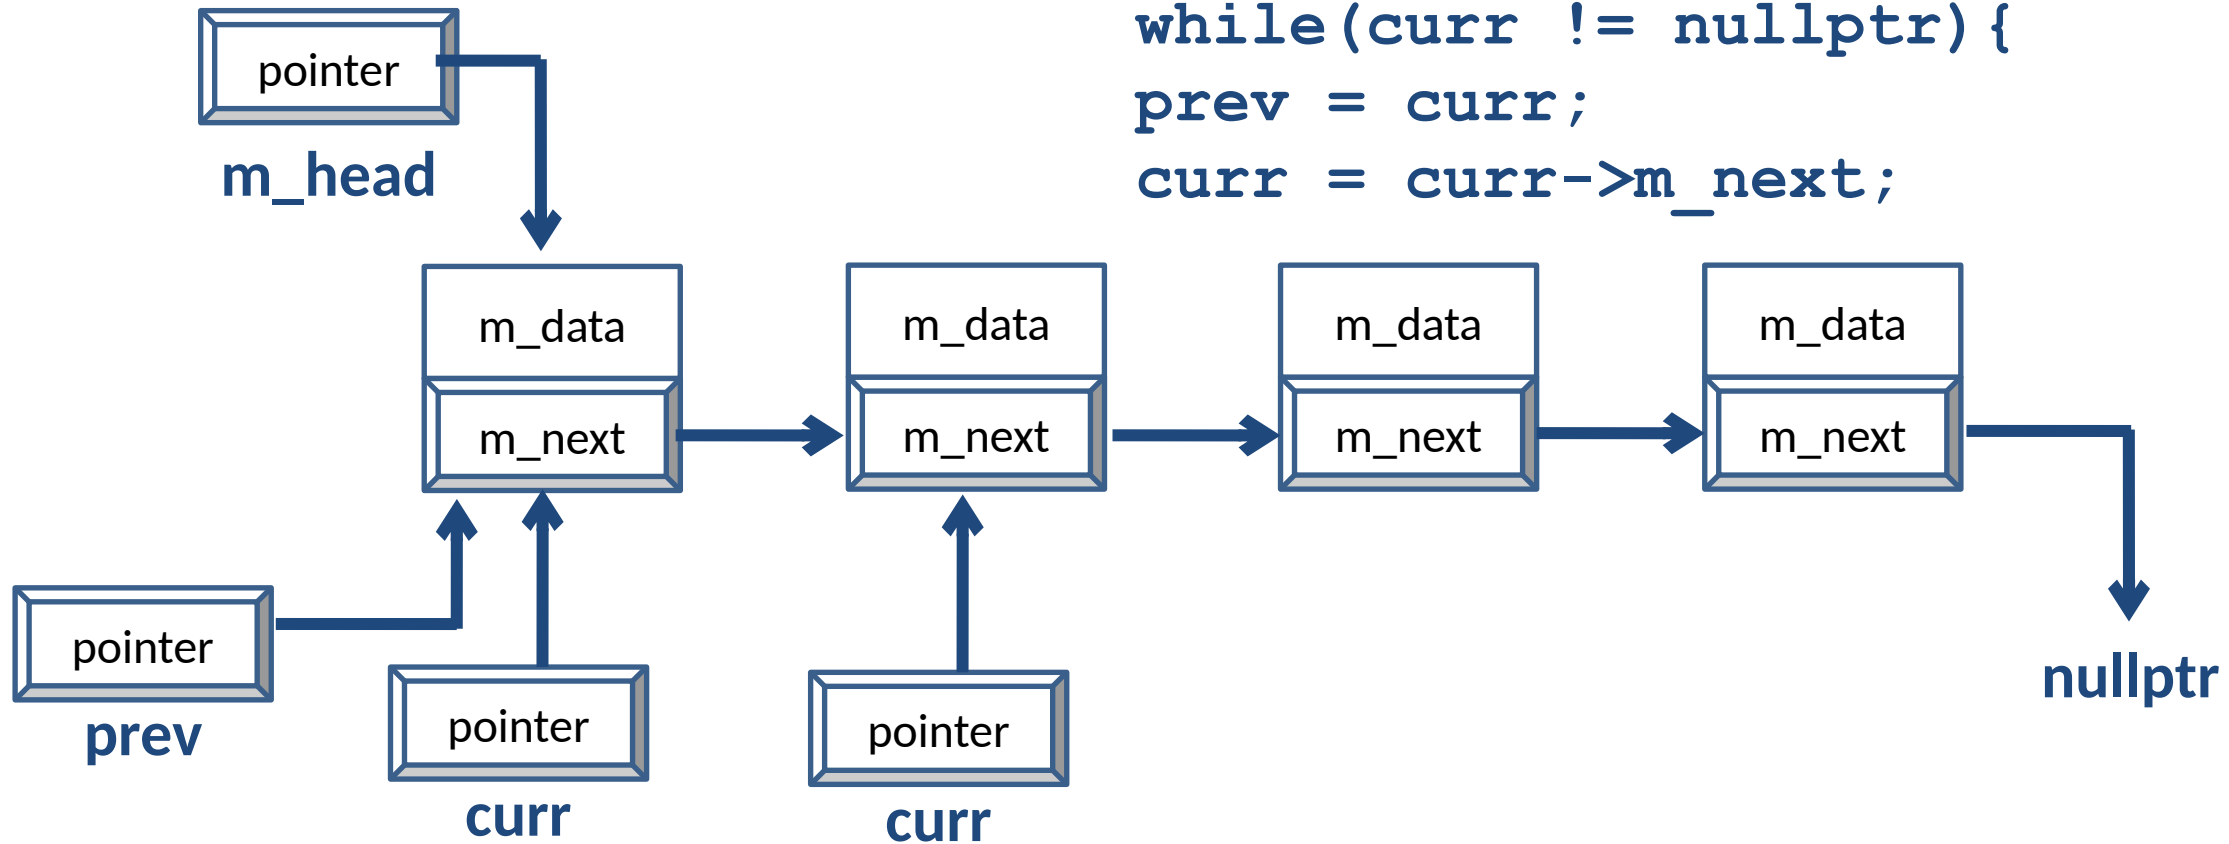 while(curr != nullptr){
prev = curr;
curr = curr->m_next;
pointer
m_head
m_data
m_data
m_data
m_data
m_next
m_next
m_next
m_next
pointer
prev
pointer
curr
pointer
curr
nullptr